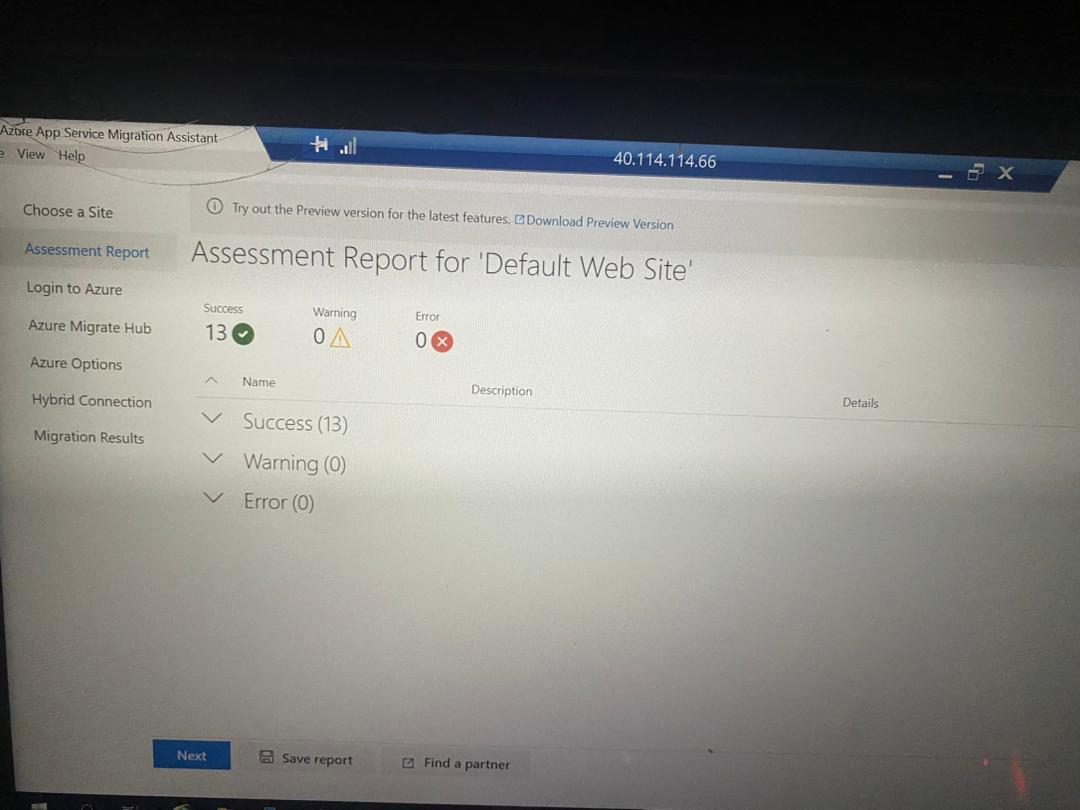 Azure App Service Migration Assistant
40.114.114.66
View Help
Choose a Site
Assessment Report
Login to Azure
Azure Migrate Hub
Azure Options
Hybrid Connection
Migration Results
Try out the Preview version for the latest features. Download Preview Version
Assessment Report for 'Default Web Site'
Success
13
Warning
0
Error
0
Name Description Details
Success (13)
Warning (0)
Error (0)
Next
Save report
Find a partner